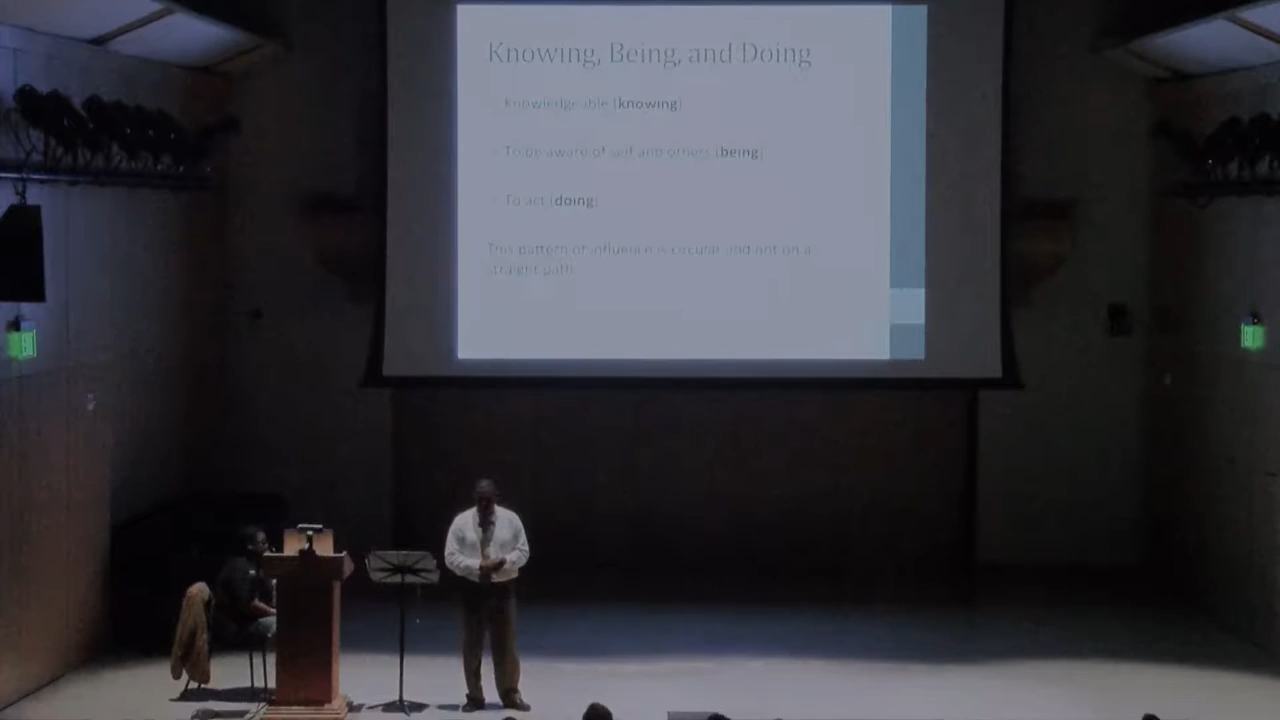 Knowing, Being, and Doing
Knowledgeable (knowing)
To be aware of self and others (being)
To act (doing)
This pattern of influence is circular and not on a
straight path
EXIT